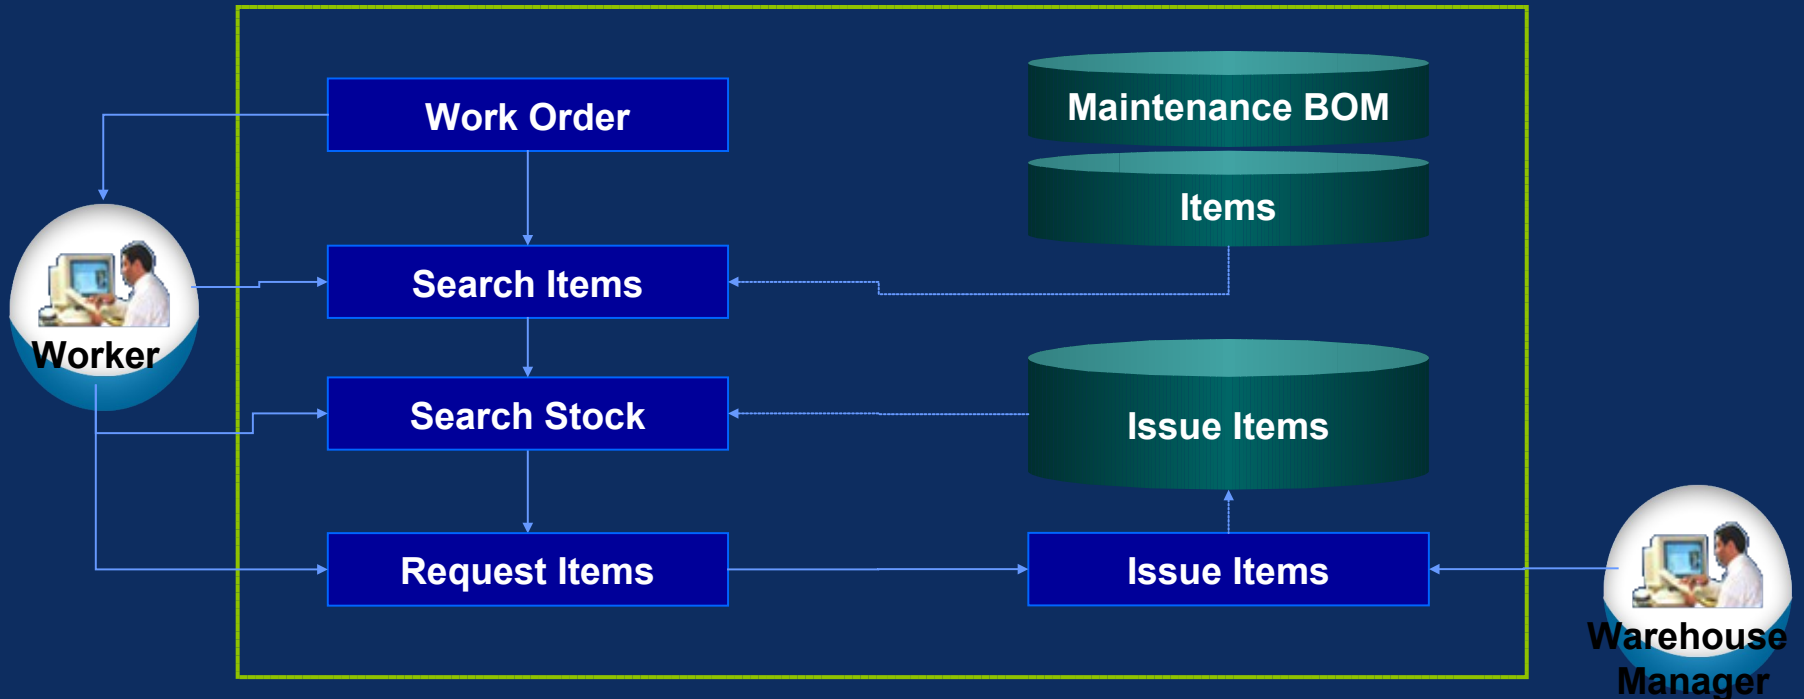 Work Order
Maintenance BOM
Items
Search Items
Worker
Search Stock
Issue Items
Request Items
Issue Items
Warehouse
Manager